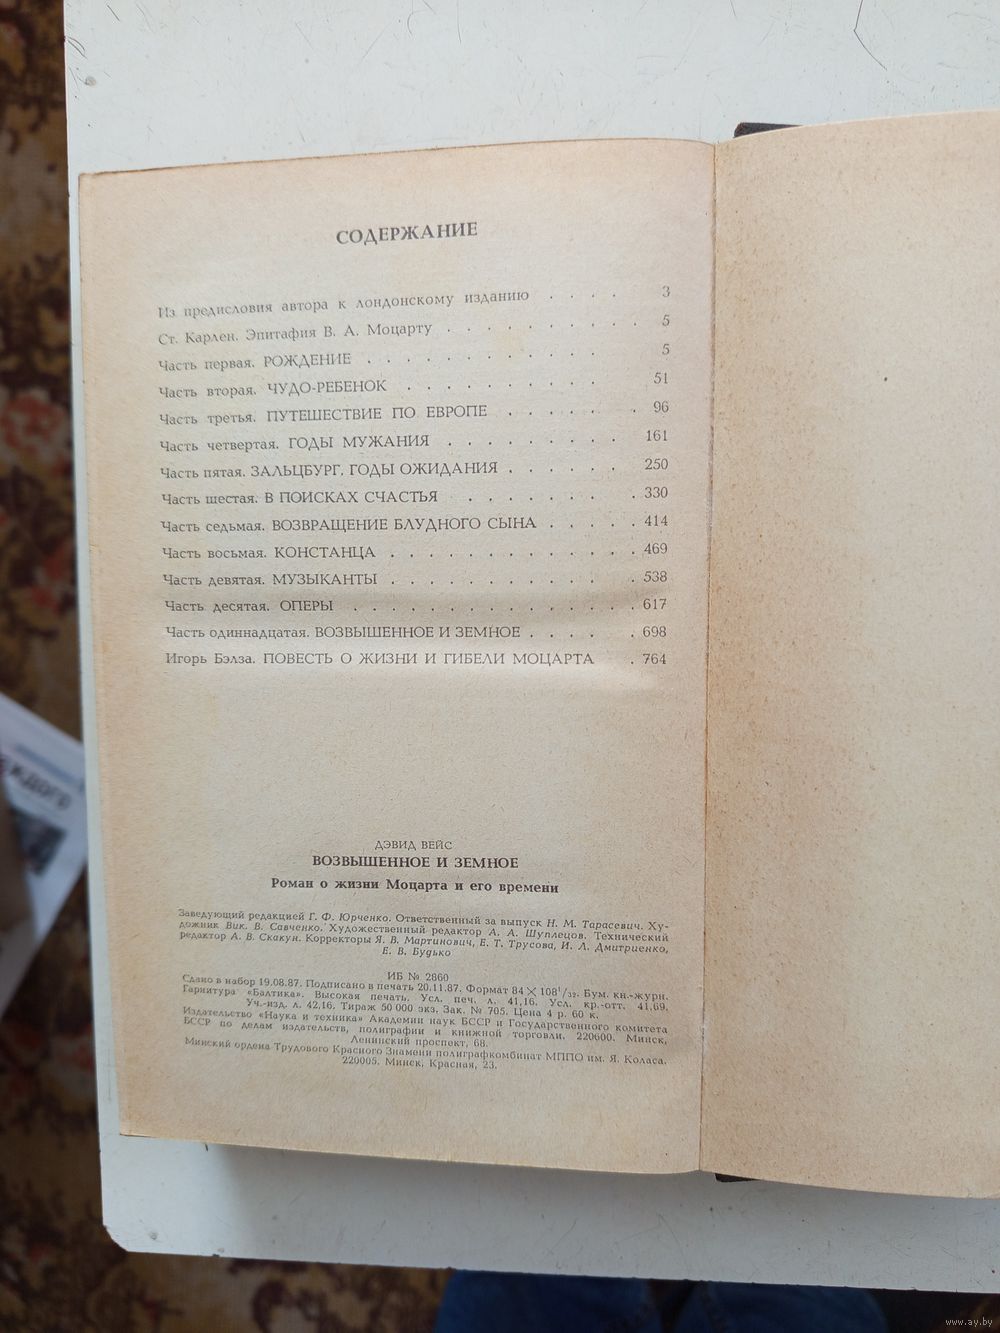 СОДЕРЖАНИЕ
Из предисловия автора к лондонскому изданию . . . . 3
Ст. Карлен. Эпитафия В. А. Моцарту . . . . . . . . . 5
Часть первая. РОЖДЕНИЕ . . . . . . . . . . . 5
Часть вторая. ЧУДО-РЕБЕНОК . . . . . . . . . 51
Часть третья. ПУТЕШЕСТВИЕ ПО ЕВРОПЕ . . . . . . 96
Часть четвертая. ГОДЫ МУЖАНИЯ . . . . . . . . . 161
Часть пятая. ЗАЛЬЦБУРГ, ГОДЫ ОЖИДАНИЯ . . . . . . 250
Часть шестая. В ПОИСКАХ СЧАСТЬЯ . . . . . . . . 330
Часть седьмая. ВОЗВРАЩЕНИЕ БЛУДНОГО СЫНА . . . . . 414
Часть восьмая. КОНСТАНЦА . . . . . . . . . . . . . 469
Часть девятая. МУЗЫКАНТЫ . . . . . . . . . . . . 538
Часть десятая. ОПЕРЫ . . . . . . . . . . . . . . . 617
Часть одиннадцатая. ВОЗВЫШЕННОЕ И ЗЕМНОЕ . . . . . 698
Игорь Бэлза. ПОВЕСТЬ О ЖИЗНИ И ГИБЕЛИ МОЦАРТА . 764
ДЭВИД ВЕЙС
ВОЗВЫШЕННОЕ И ЗЕМНОЕ
Роман о жизни Моцарта и его времени
Заведующий редакцией Г. Ф. Юрченко. Ответственный за выпуск Н. М. Тарасевич. Ху-
дожник Вик. В. Савченко. Художественный редактор А. А. Шуплецов. Технический
редактор А. В. Скакун. Корректоры Я. В. Мартинович, Е. Т. Трусова, И. Л. Дмитриенко,
Е. В. Будько
ИБ № 2860
Сдано в набор 19.08.87. Подписано в печать 20.11.87. Формат 84 × 108¹/₃₂. Бум. кн.-журн.
Гарнитура «Балтика». Высокая печать. Усл. печ. л. 41,16. Усл. кр.-отт. 41,69.
Уч.-изд. л. 42,16. Тираж 50 000 экз. Зак. № 705. Цена 4 р. 60 к.
Издательство «Наука и техника» Академии наук БССР и Государственного комитета
БССР по делам издательств, полиграфии и книжной торговли. 220600. Минск,
Ленинский проспект, 68.
Минский ордена Трудового Красного Знамени полиграфкомбинат МППО им. Я. Коласа.
220005. Минск, Красная, 23.
www.ay.by